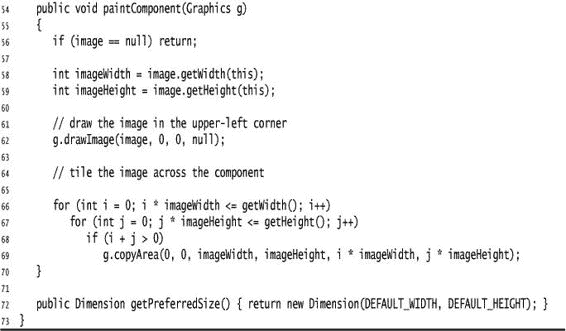 54 public void paintComponent(Graphics g)
55 {
56 if (image == null) return;
57
58 int imageWidth = image.getWidth(this);
59 int imageHeight = image.getHeight(this);
60
61 // draw the image in the upper-left corner
62 g.drawImage(image, 0, 0, null);
63
64 // tile the image across the component
65
66 for (int i = 0; i * imageWidth <= getWidth(); i++)
67 for (int j = 0; j * imageHeight <= getHeight(); j++)
68 if (i + j > 0)
69 g.copyArea(0, 0, imageWidth, imageHeight, i * imageWidth, j * imageHeight);
70 }
71
72 public Dimension getPreferredSize() { return new Dimension(DEFAULT_WIDTH, DEFAULT_HEIGHT); }
73 }